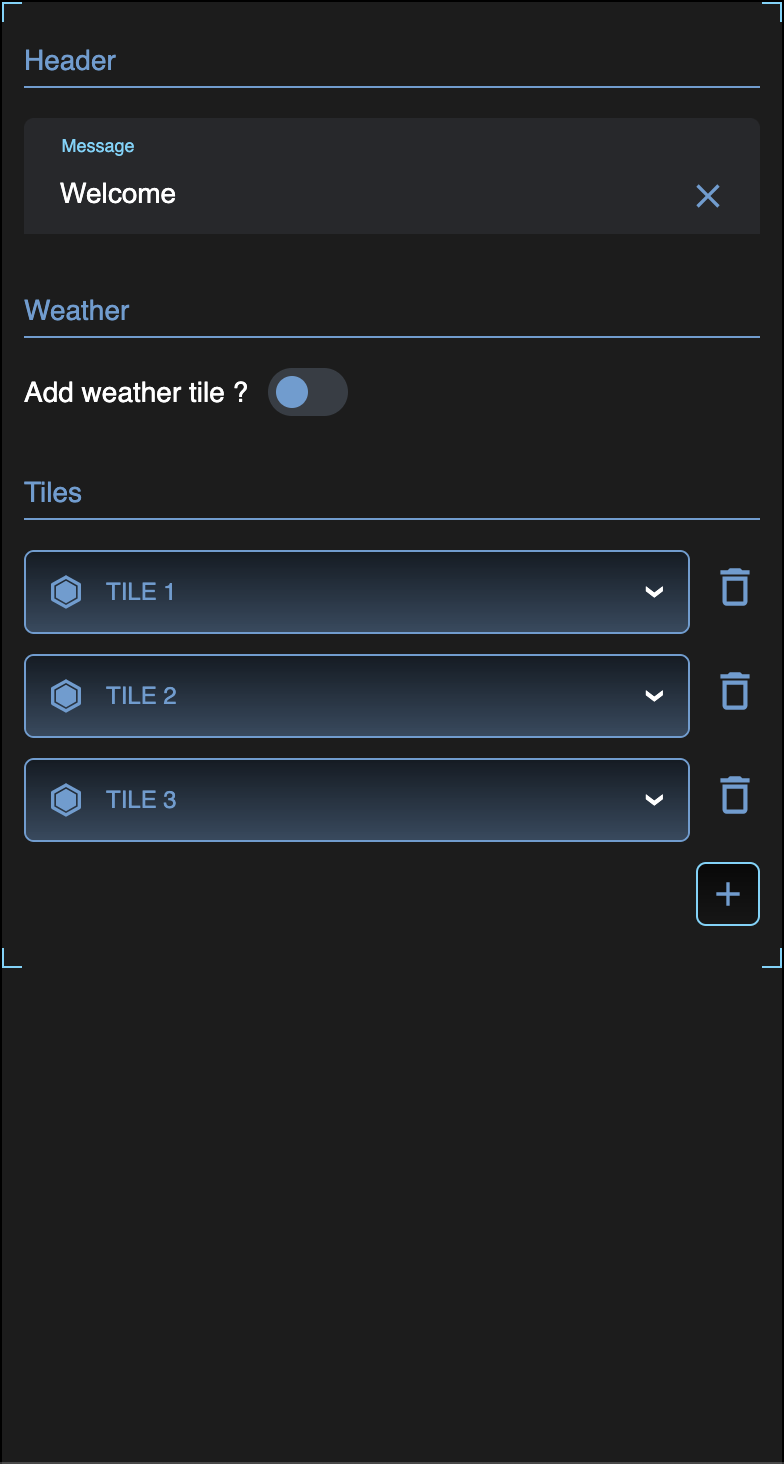 Header
Message
Welcome
Weather
Add weather tile ?
Tiles
TILE 1
TILE 2
TILE 3